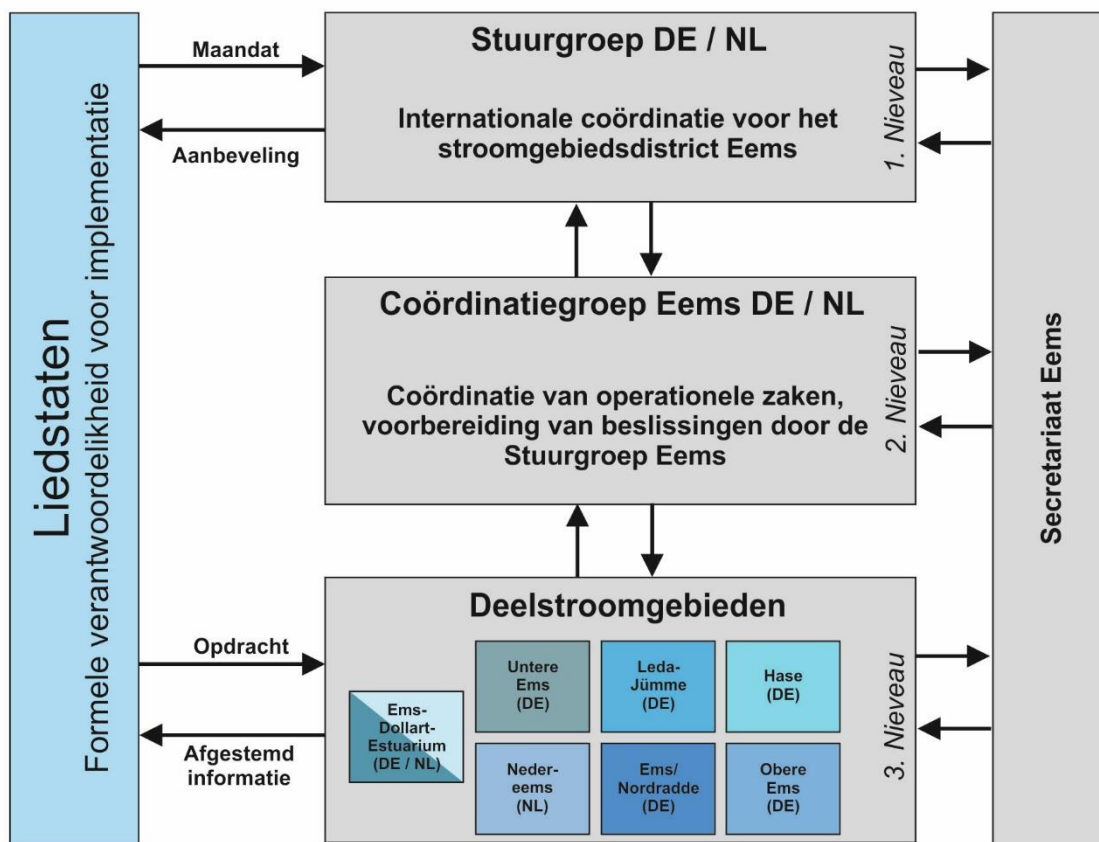 Liedstaten
Formele verantwoordelikheid voor implementatie
Maandat
Aanbeveling
Stuurgroep DE / NL
Internationale coördinatie voor het
stroomgebiedsdistrict Eems
1. Nieveau
Coördinatiegroep Eems DE / NL
Coördinatie van operationele zaken,
voorbereiding van beslissingen door de
Stuurgroep Eems
2. Nieveau
Opdracht
Afgestemd
informatie
Deelstroomgebieden
Ems-
Dollart-
Estuarium
(DE / NL)
Untere
Ems
(DE)
Leda-
Jümme
(DE)
Hase
(DE)
Neder-
eems
(NL)
Ems/
Nordradde
(DE)
Obere
Ems
(DE)
3. Nieveau
Secretariaat Eems